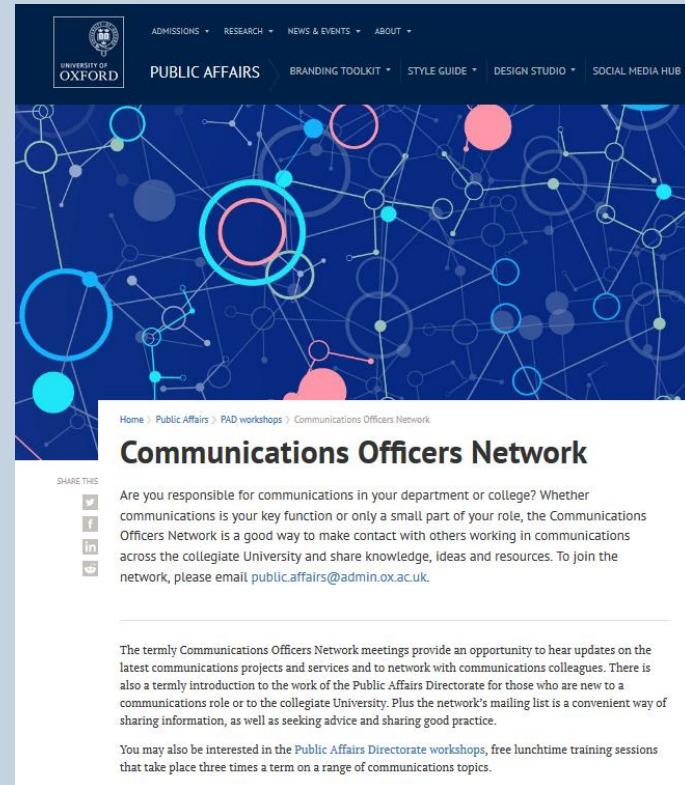 ADMISSIONS RESEARCH NEWS & EVENTS ABOUT
UNIVERSITY OF
OXFORD
PUBLIC AFFAIRS BRANDING TOOLKIT STYLE GUIDE DESIGN STUDIO SOCIAL MEDIA HUB
Home > Public Affairs > PAD workshops > Communications Officers Network
Communications Officers Network
SHARE THIS
Are you responsible for communications in your department or college? Whether
communications is your key function or only a small part of your role, the Communications
Officers Network is a good way to make contact with others working in communications
across the collegiate University and share knowledge, ideas and resources. To join the
network, please email public.affairs@admin.ox.ac.uk.
The termly Communications Officers Network meetings provide an opportunity to hear updates on the
latest communications projects and services and to network with communications colleagues. There is
also a termly introduction to the work of the Public Affairs Directorate for those who are new to a
communications role or to the collegiate University. Plus the network's mailing list is a convenient way of
sharing information, as well as seeking advice and sharing good practice.
You may also be interested in the Public Affairs Directorate workshops, free lunchtime training sessions
that take place three times a term on a range of communications topics.